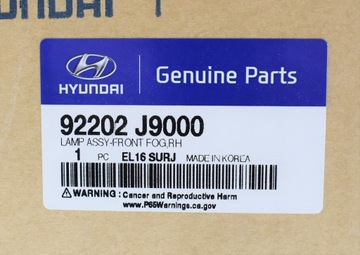 HYUNDAI
Genuine Parts
92202 J9000
LAMP ASSY-FRONT FOG,RH
1 PC EL16 SURJ MADE IN KOREA
WARNING : Cancer and Reproductive Harm
www.P65Warnings.ca.gov